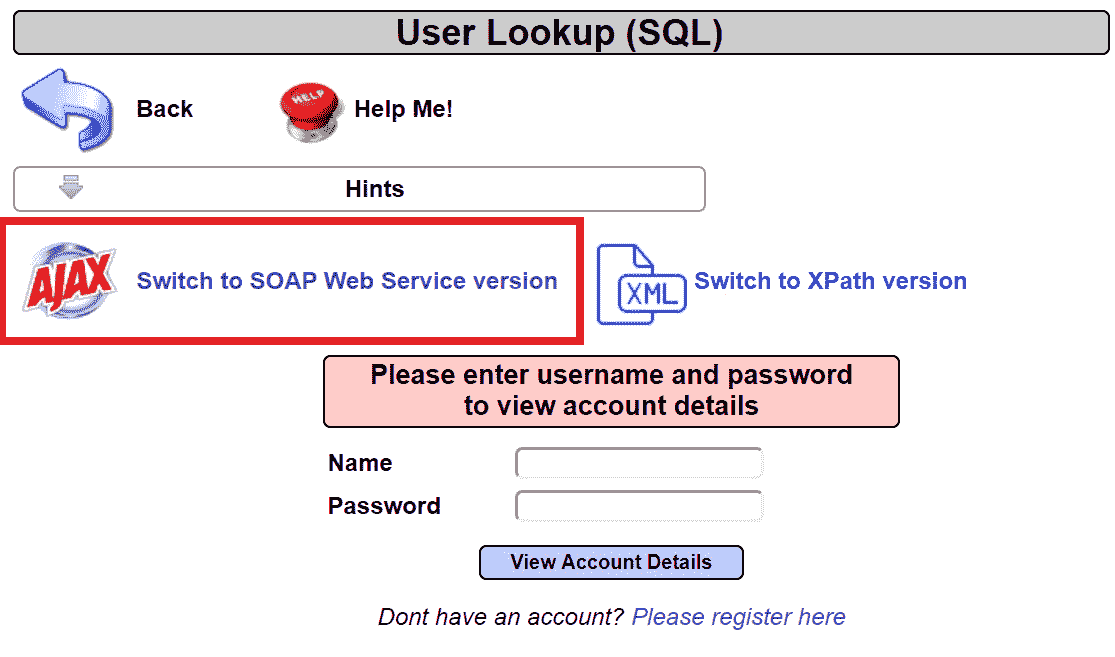 User Lookup (SQL)
Back
HELP
Help Me!
Hints
AJAX
Switch to SOAP Web Service version
XML
Switch to XPath version
Please enter username and password
to view account details
Name
Password
View Account Details
Dont have an account? Please register here